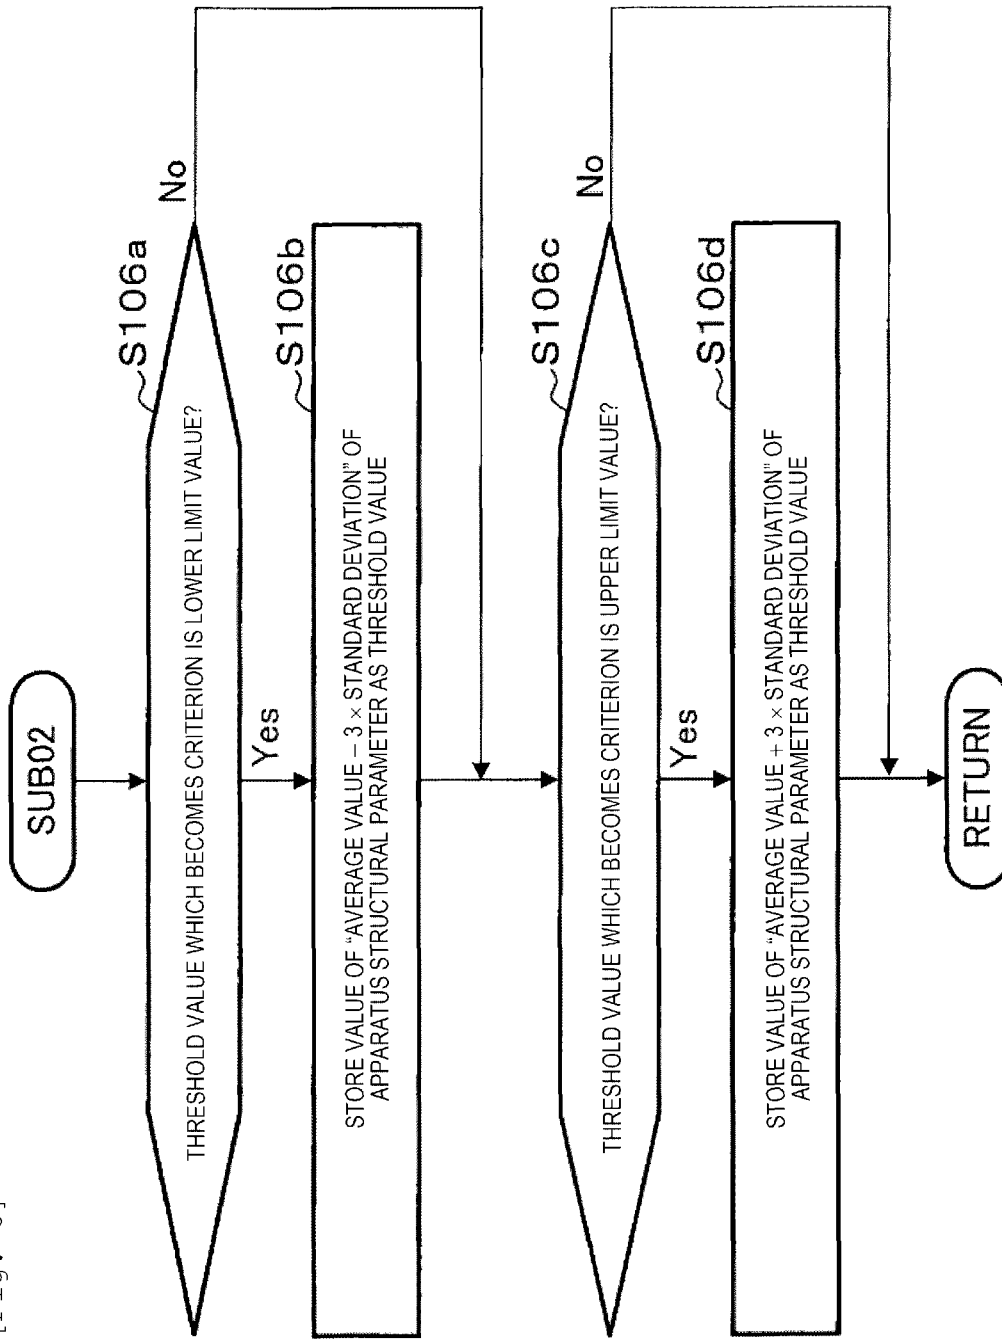 SUB02
S106a
THRESHOLD VALUE WHICH BECOMES CRITERION IS LOWER LIMIT VALUE?
No
Yes
S106b
STORE VALUE OF "AVERAGE VALUE − 3 × STANDARD DEVIATION" OF
APPARATUS STRUCTURAL PARAMETER AS THRESHOLD VALUE
S106c
THRESHOLD VALUE WHICH BECOMES CRITERION IS UPPER LIMIT VALUE?
No
Yes
S106d
STORE VALUE OF "AVERAGE VALUE + 3 × STANDARD DEVIATION" OF
APPARATUS STRUCTURAL PARAMETER AS THRESHOLD VALUE
RETURN